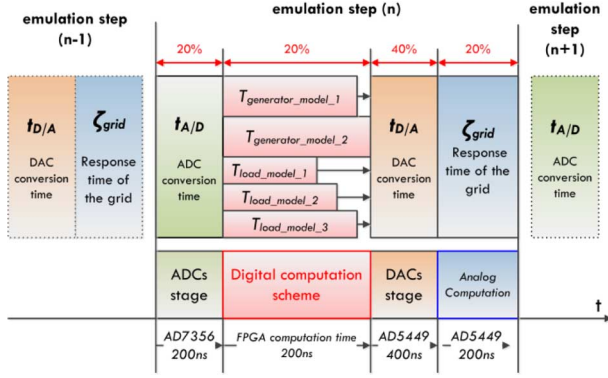 emulation step
(n-1)
emulation step (n)
emulation
step
(n+1)
20%
20%
40%
20%
tD/A
DAC
conversion
time
ζgrid
Response
time of
the grid
tA/D
ADC
conversion
time
Tgenerator_model_1
Tgenerator_model_2
Tload_model_1
Tload_model_2
Tload_model_3
tD/A
DAC
conversion
time
ζgrid
Response
time of the
grid
tA/D
ADC
conversion
time
ADCs
stage
Digital computation
scheme
DACs
stage
Analog
Computation
t
AD7356
200ns
FPGA computation time
200ns
AD5449
400ns
AD5449
200ns